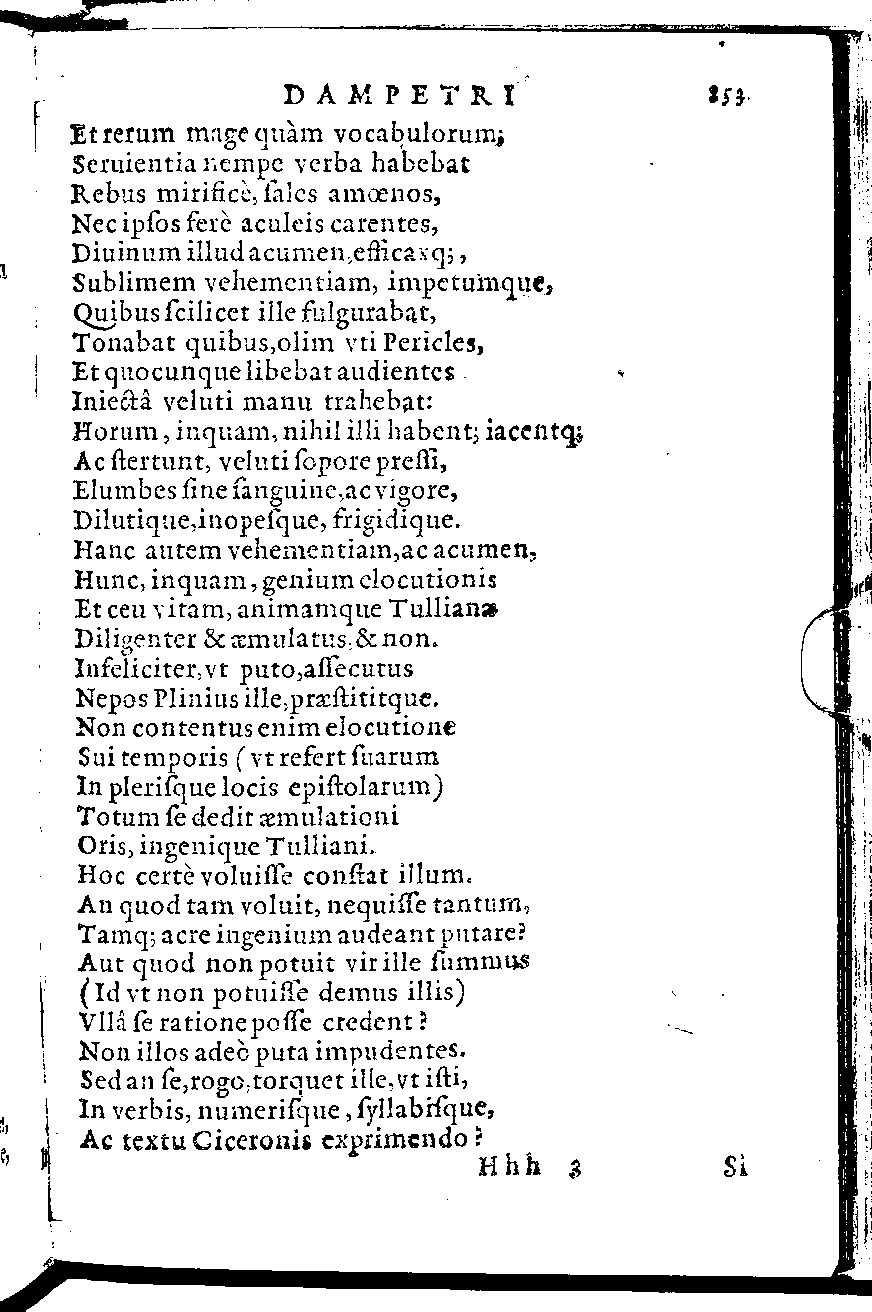 DAMPETRI 853
Et rerum mage quàm vocabulorum;
Seruientia nempe verba habebat
Rebus mirificè, ſales amœnos,
Nec ipſos ferè aculeis carentes,
Diuinum illud acumen, efficaxq;,
Sublimem vehementiam, impetumque,
Quibus ſcilicet ille fulgurabat,
Tonabat quibus, olim vti Pericles,
Et quocunque libebat audientes
Iniectâ veluti manu trahebat:
Horum, inquam, nihil illi habent; iacentq;
Ac ſtertunt, veluti ſopore preſſi,
Elumbes ſine ſanguine, ac vigore,
Dilutique, inopeſque, frigidique.
Hanc autem vehementiam, ac acumen,
Hunc, inquam, genium elocutionis
Et ceu vitam, animamque Tullianæ
Diligenter & æmulatus, & non.
Infeliciter, vt puto, aſſecutus
Nepos Plinius ille, præſtititque.
Non contentus enim elocutione
Sui temporis (vt refert ſuarum
In pleriſque locis epiſtolarum)
Totum ſe dedit æmulationi
Oris, ingenique Tulliani.
Hoc certè voluiſſe conſtat illum.
An quod tam voluit, nequiſſe tantum,
Tamq; acre ingenium audeant putare?
Aut quod non potuit vir ille ſummus
(Id vt non potuiſſe demus illis)
Vllâ ſe ratione poſſe credent?
Non illos adeò puta impudentes.
Sed an ſe, rogo, torquet ille, vt iſti,
In verbis, numeriſque, ſyllabiſque,
Ac textu Ciceronis exprimendo?
Hhh 3 Si